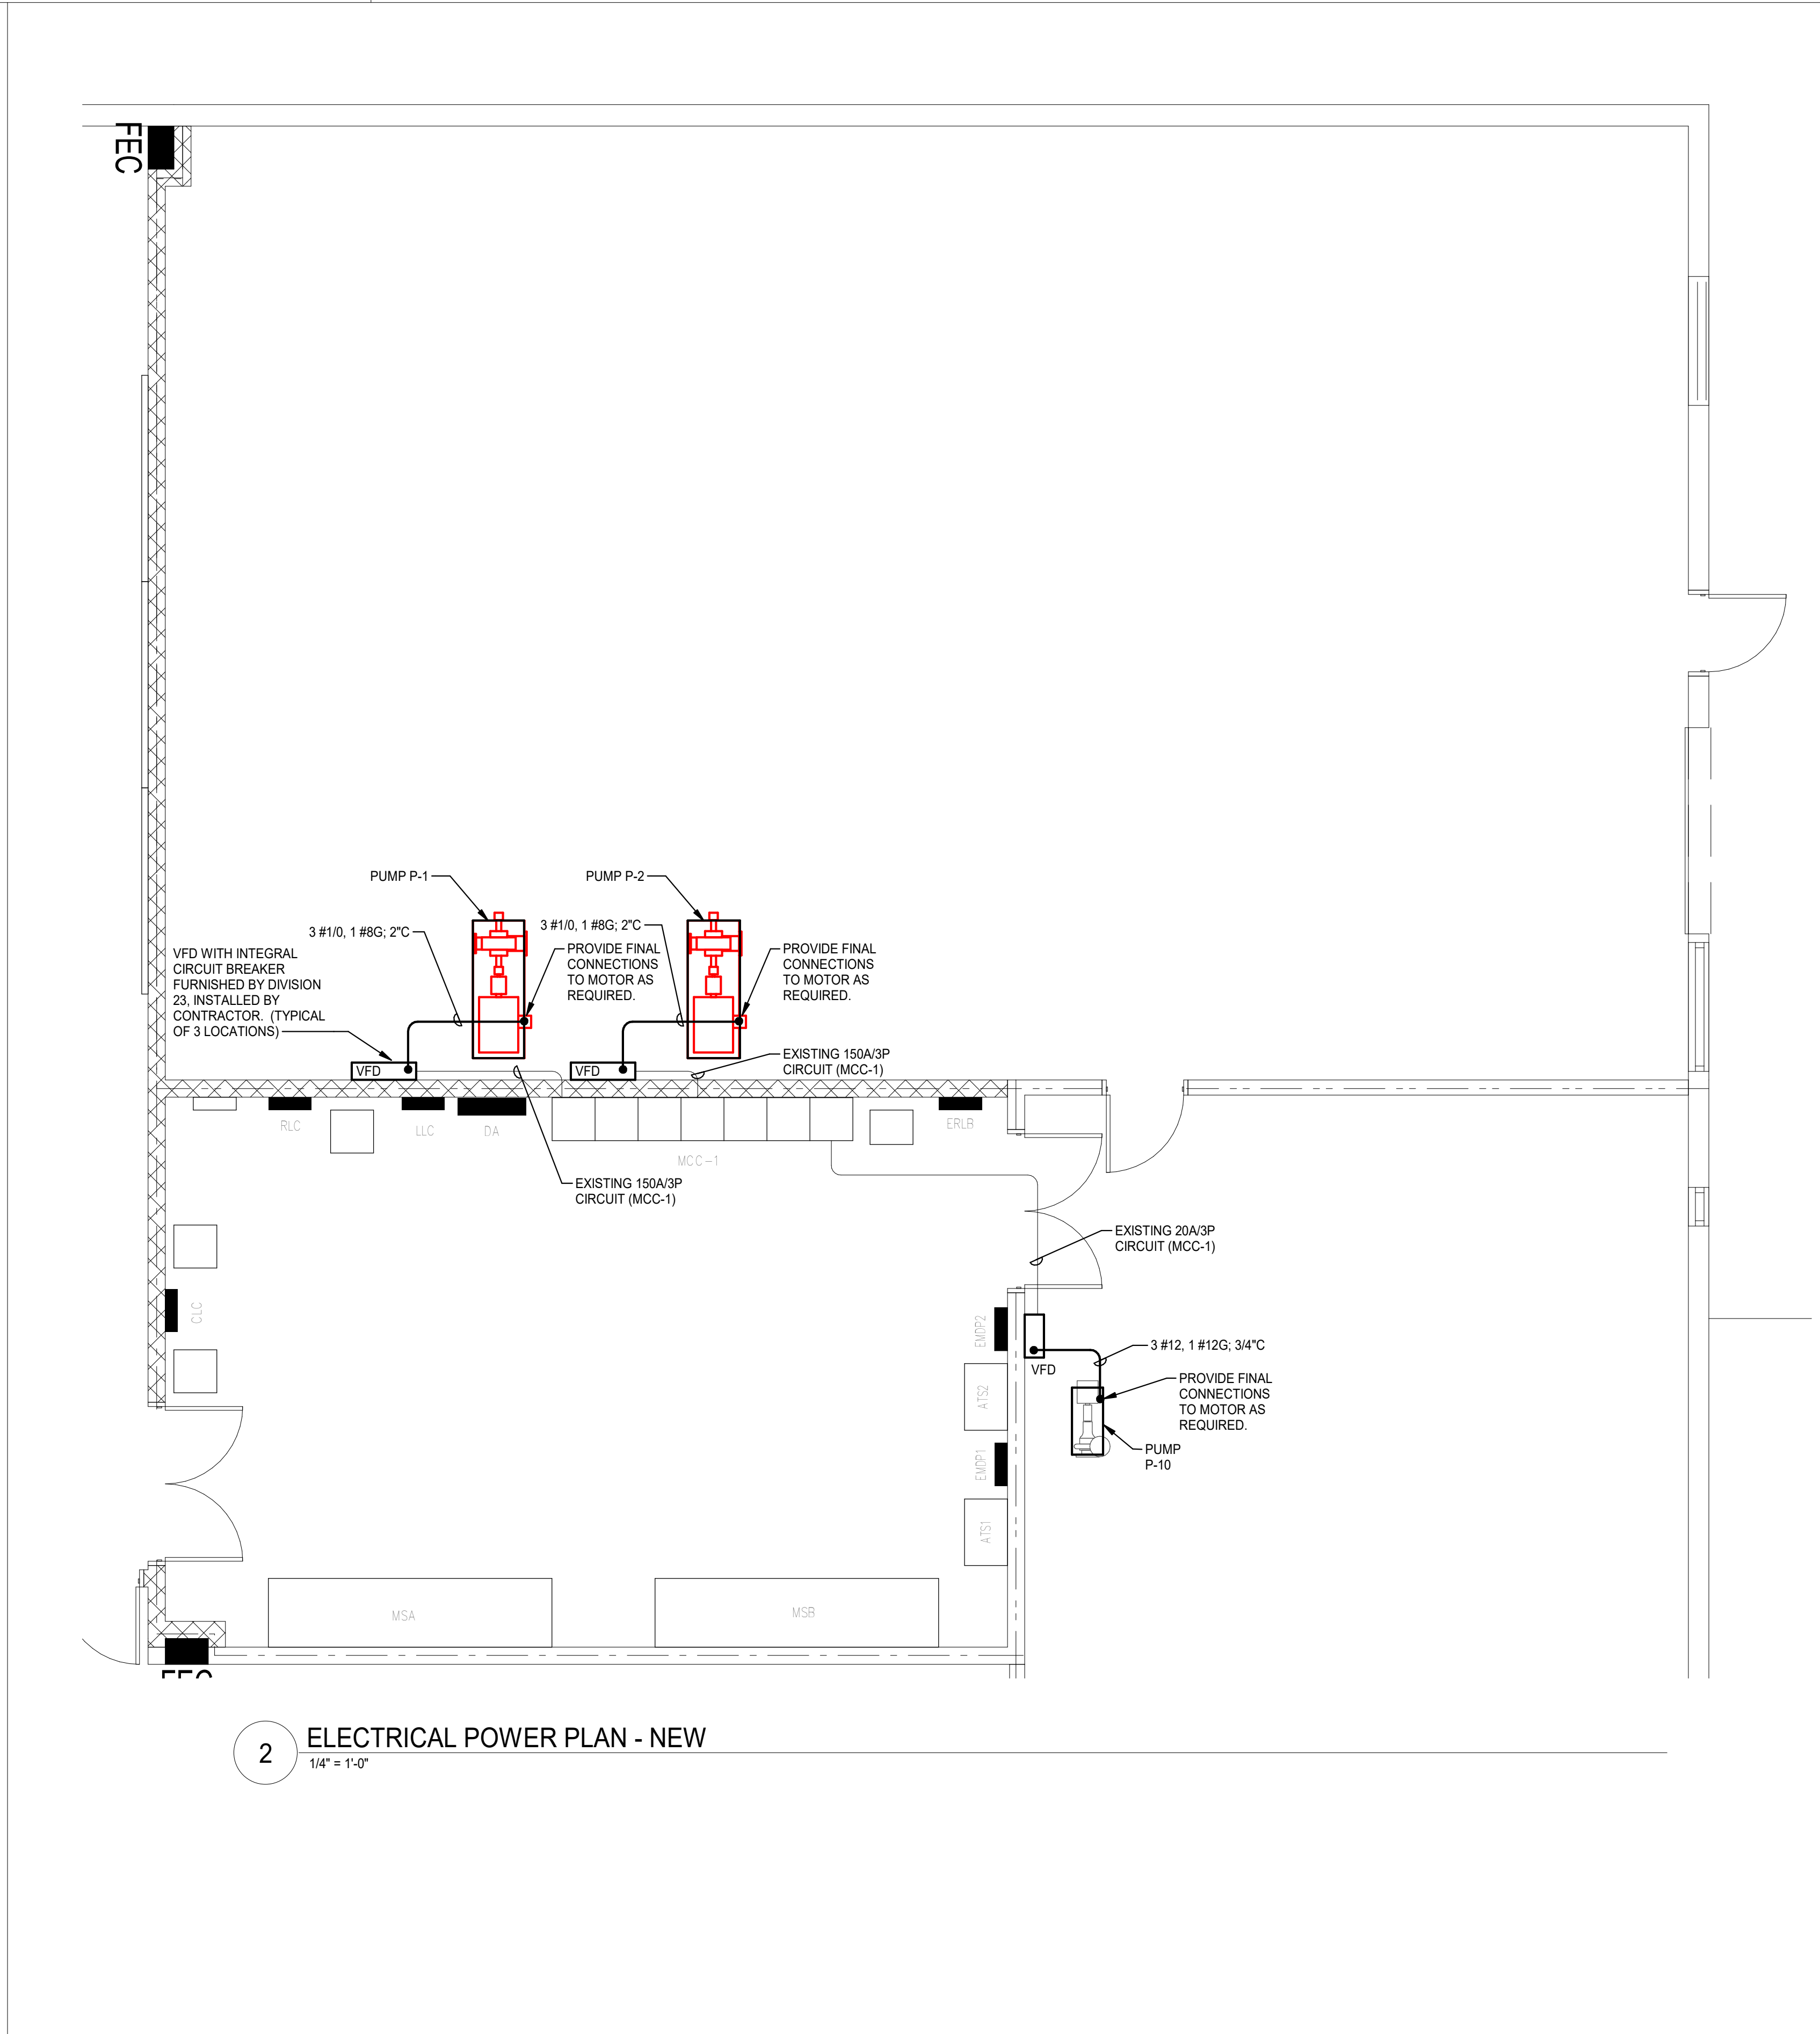 FEC
PUMP P-1
PUMP P-2
3 #1/0, 1 #8G; 2"C
3 #1/0, 1 #8G; 2"C
VFD WITH INTEGRAL
CIRCUIT BREAKER
FURNISHED BY DIVISION
23, INSTALLED BY
CONTRACTOR. (TYPICAL
OF 3 LOCATIONS)
PROVIDE FINAL
CONNECTIONS
TO MOTOR AS
REQUIRED.
PROVIDE FINAL
CONNECTIONS
TO MOTOR AS
REQUIRED.
EXISTING 150A/3P
CIRCUIT (MCC-1)
VFD
VFD
RLC
LLC
DA
MCC-1
ERLB
EXISTING 150A/3P
CIRCUIT (MCC-1)
EXISTING 20A/3P
CIRCUIT (MCC-1)
CLC
EMDP2
3 #12, 1 #12G; 3/4"C
VFD
PROVIDE FINAL
CONNECTIONS
TO MOTOR AS
REQUIRED.
ATS2
PUMP
P-10
EMDP1
ATS1
MSA
MSB
2
ELECTRICAL POWER PLAN - NEW
1/4" = 1'-0"